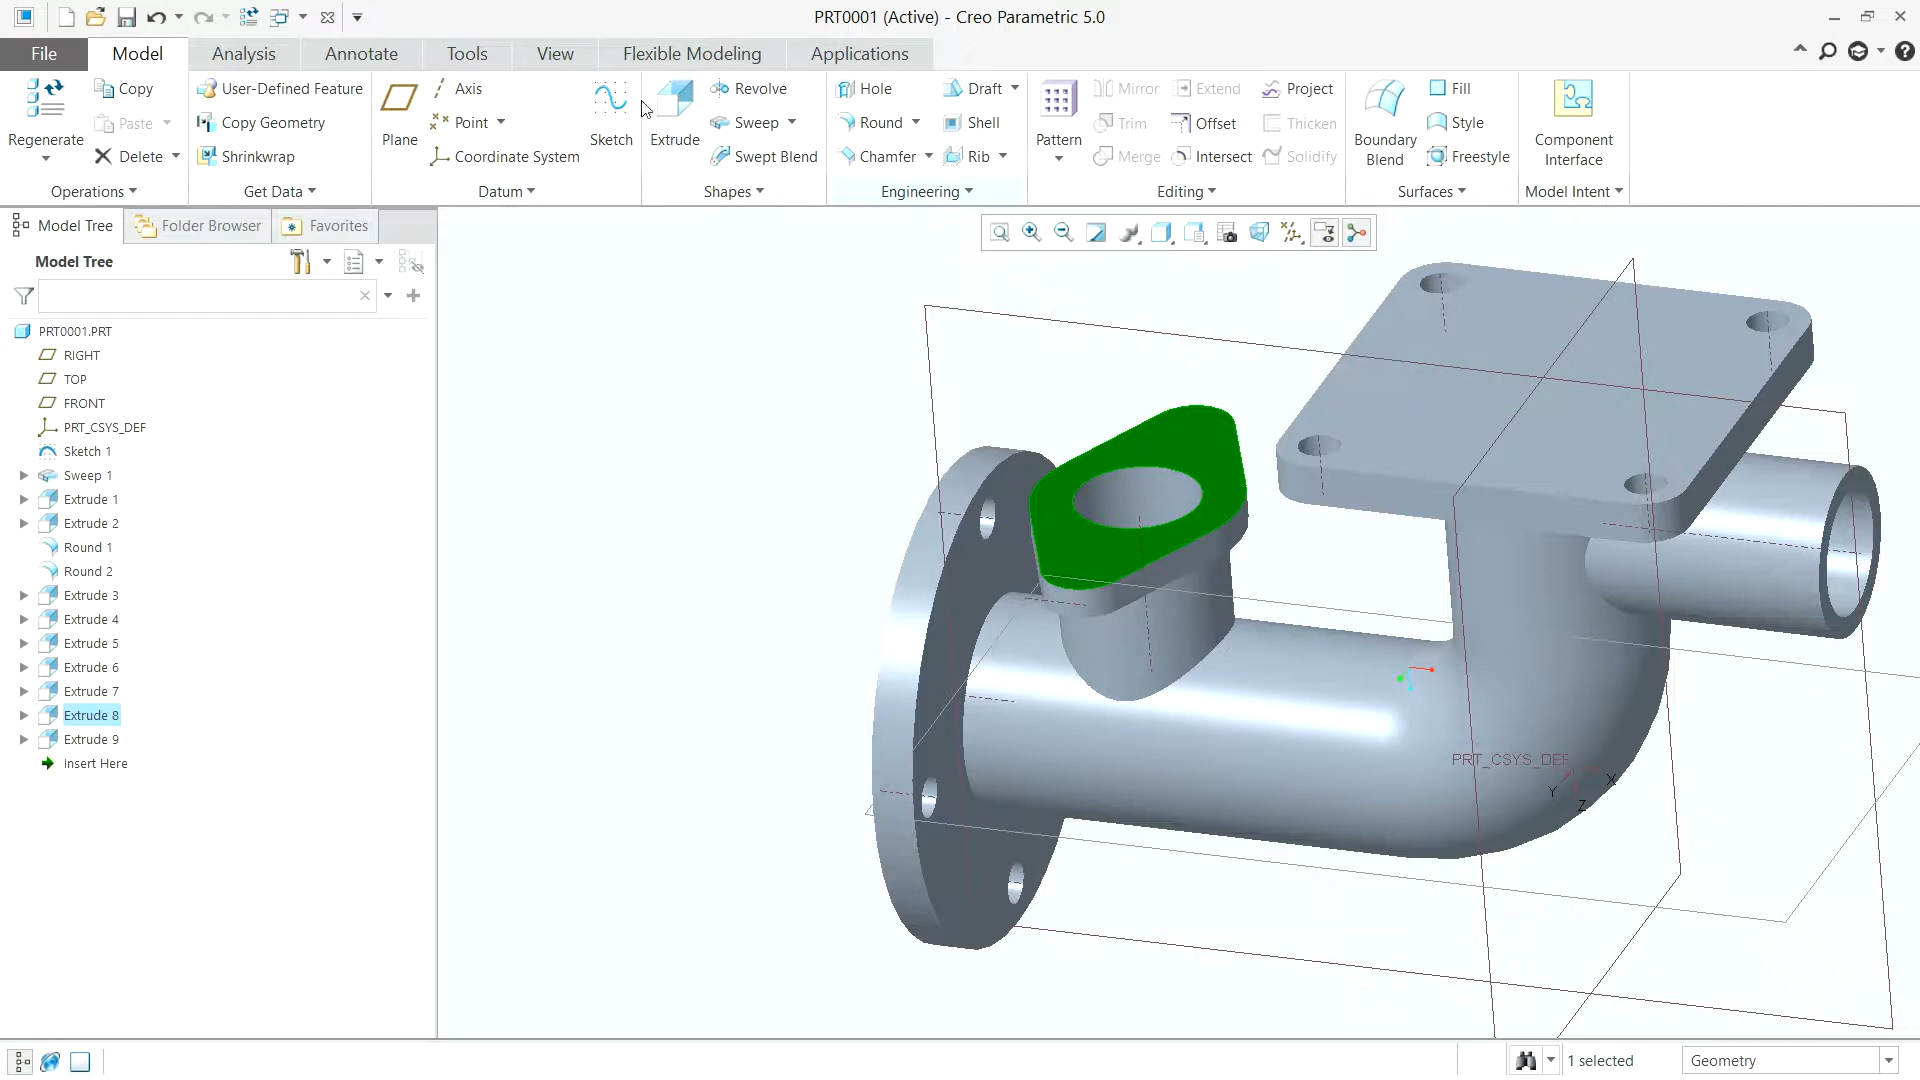 PRT0001 (Active) - Creo Parametric 5.0
File
Model
Analysis
Annotate
Tools
View
Flexible Modeling
Applications
Regenerate
Copy
Paste
Delete
Operations
User-Defined Feature
Copy Geometry
Shrinkwrap
Get Data
Plane
Axis
Point
Coordinate System
Sketch
Datum
Extrude
Revolve
Sweep
Swept Blend
Shapes
Hole
Round
Chamfer
Draft
Shell
Rib
Engineering
Pattern
Mirror
Trim
Merge
Extend
Offset
Intersect
Project
Thicken
Solidify
Editing
Boundary
Blend
Fill
Style
Freestyle
Surfaces
Component
Interface
Model Intent
Model Tree
Folder Browser
Favorites
Model Tree
PRT0001.PRT
RIGHT
TOP
FRONT
PRT_CSYS_DEF
Sketch 1
Sweep 1
Extrude 1
Extrude 2
Round 1
Round 2
Extrude 3
Extrude 4
Extrude 5
Extrude 6
Extrude 7
Extrude 8
Extrude 9
Insert Here
PRT_CSYS_DEF
X
Y
Z
1 selected
Geometry